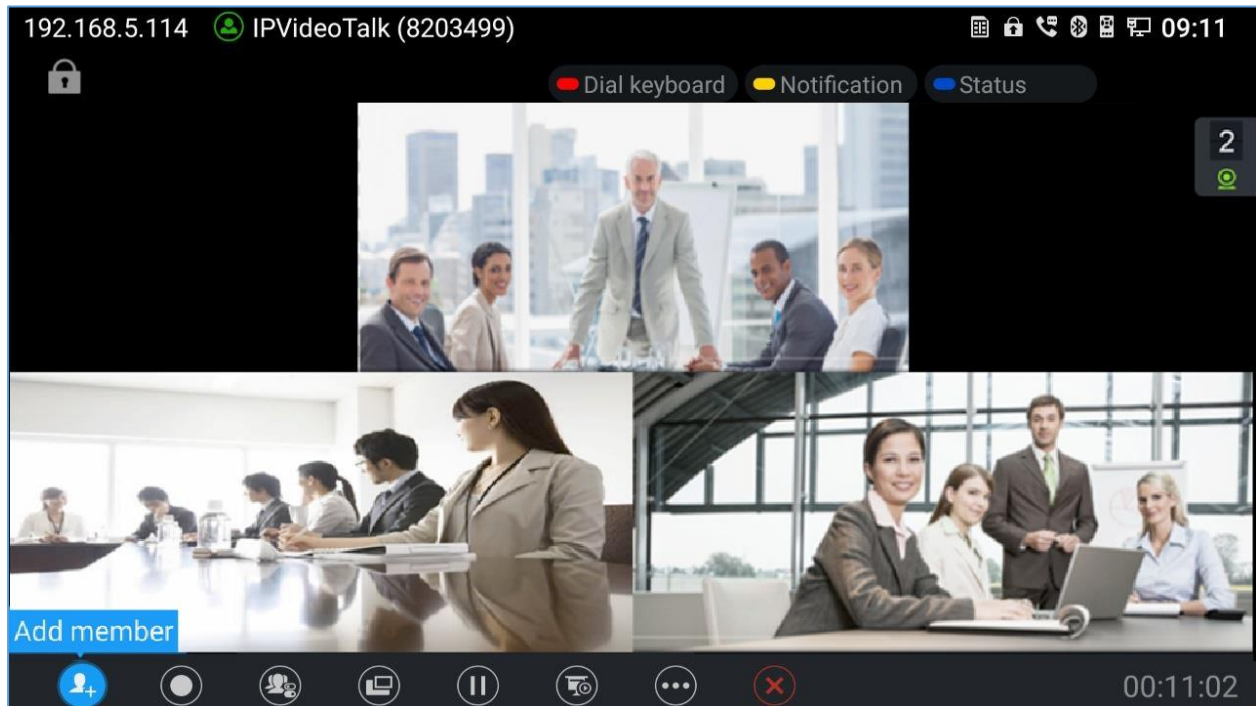 192.168.5.114 IPVideoTalk (8203499) 09:11
Dial keyboard Notification Status
2
Add member
00:11:02